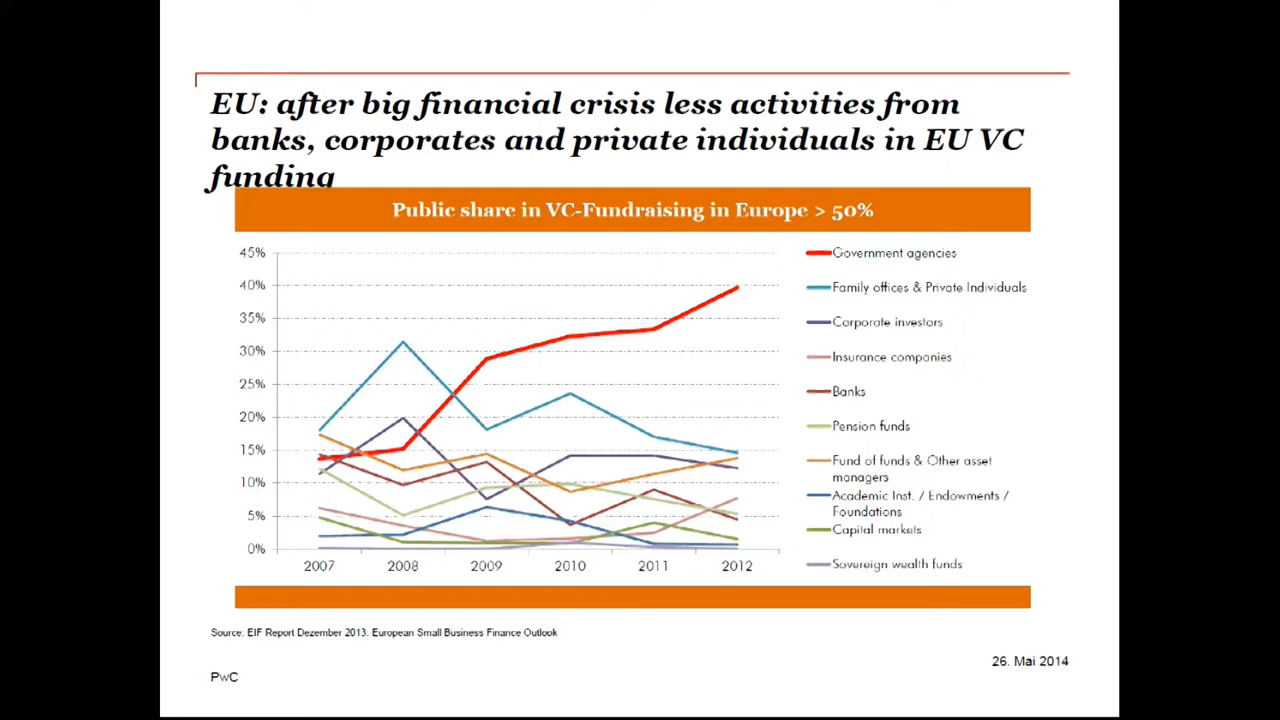 EU: after big financial crisis less activities from
banks, corporates and private individuals in EU VC
funding
Public share in VC-Fundraising in Europe > 50%
45%
40%
35%
30%
25%
20%
15%
10%
5%
0%
2007 2008 2009 2010 2011 2012
Government agencies
Family offices & Private Individuals
Corporate investors
Insurance companies
Banks
Pension funds
Fund of funds & Other asset
managers
Academic Inst. / Endowments /
Foundations
Capital markets
Sovereign wealth funds
Source: EIF Report Dezember 2013: European Small Business Finance Outlook
26. Mai 2014
PwC